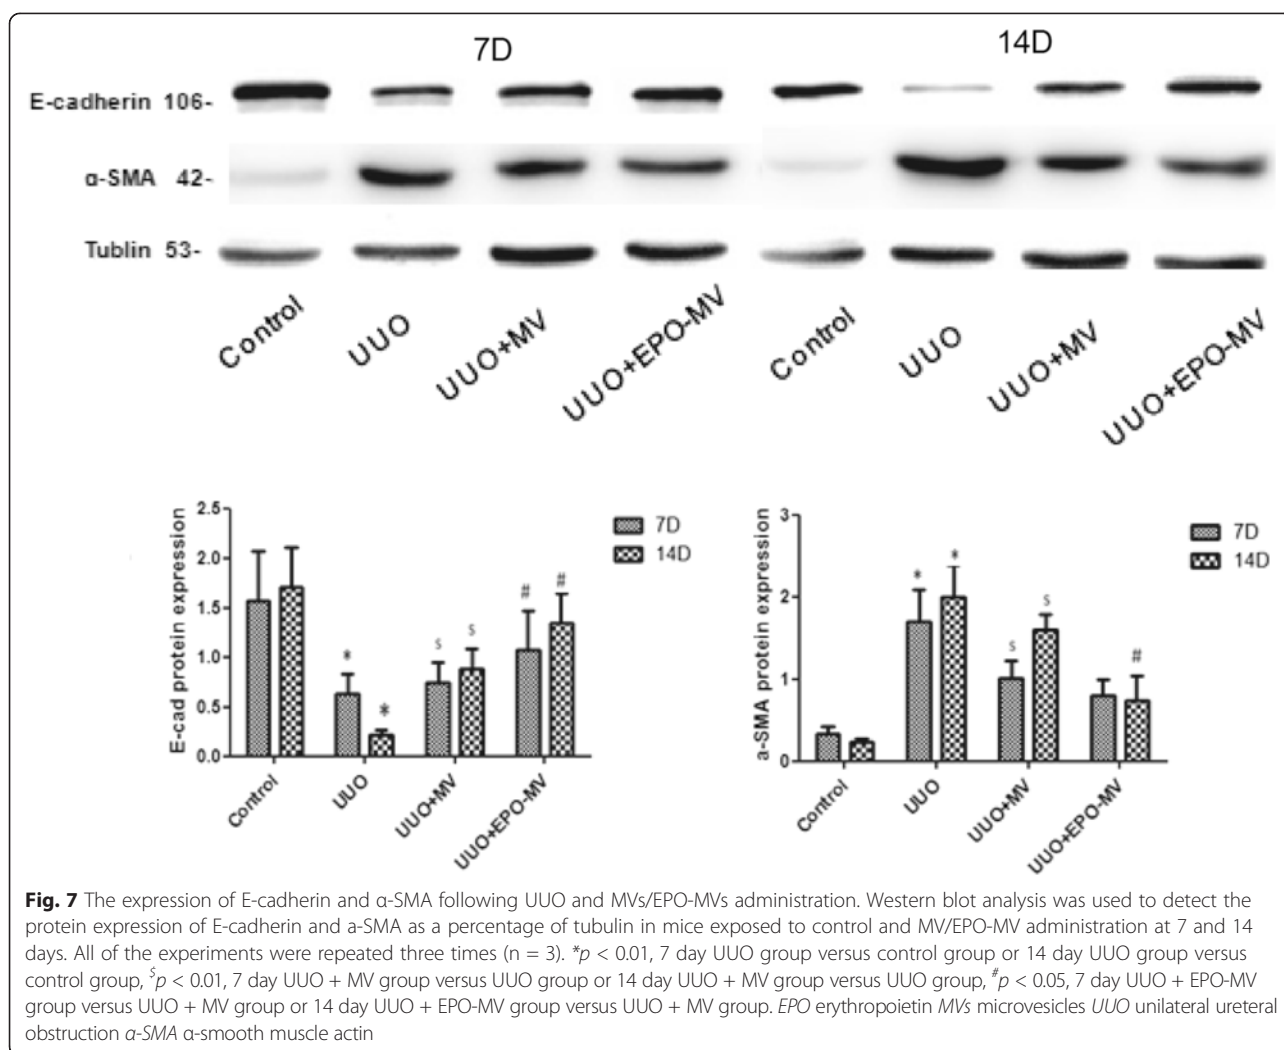 7D
14D
E-cadherin 106-
α-SMA 42-
Tublin 53-
Control
UUO
UUO+MV
UUO+EPO-MV
Control
UUO
UUO+MV
UUO+EPO-MV
E-cad protein expression
2.5
2.0
1.5
1.0
0.5
0.0
*
*
$
$
#
#
7D
14D
Control
UUO
UUO+MV
UUO+EPO-MV
a-SMA protein expression
3
2
1
0
*
*
$
$
#
7D
14D
Control
UUO
UUO+MV
UUO+EPO-MV
Fig. 7 The expression of E-cadherin and α-SMA following UUO and MVs/EPO-MVs administration. Western blot analysis was used to detect the
protein expression of E-cadherin and a-SMA as a percentage of tubulin in mice exposed to control and MV/EPO-MV administration at 7 and 14
days. All of the experiments were repeated three times (n = 3). *p < 0.01, 7 day UUO group versus control group or 14 day UUO group versus
control group, $p < 0.01, 7 day UUO + MV group versus UUO group or 14 day UUO + MV group versus UUO group, #p < 0.05, 7 day UUO + EPO-MV
group versus UUO + MV group or 14 day UUO + EPO-MV group versus UUO + MV group. EPO erythropoietin MVs microvesicles UUO unilateral ureteral
obstruction α-SMA α-smooth muscle actin